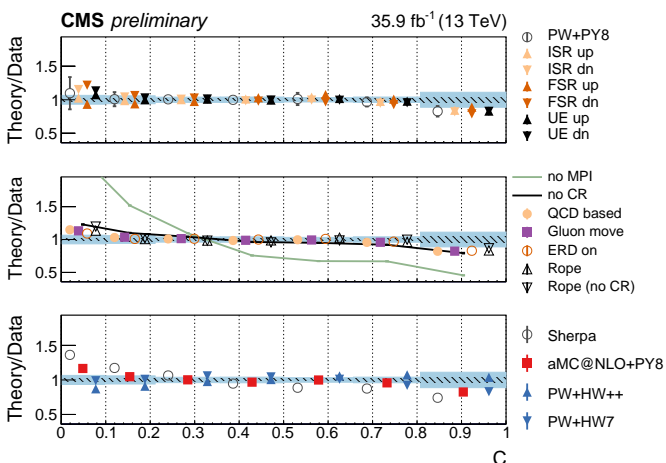 CMS preliminary 35.9 fb⁻¹ (13 TeV)
Theory/Data
1.5
1
0.5
PW+PY8
ISR up
ISR dn
FSR up
FSR dn
UE up
UE dn
Theory/Data
1.5
1
0.5
no MPI
no CR
QCD based
Gluon move
ERD on
Rope
Rope (no CR)
Theory/Data
1.5
1
0.5
Sherpa
aMC@NLO+PY8
PW+HW++
PW+HW7
0 0.1 0.2 0.3 0.4 0.5 0.6 0.7 0.8 0.9 1
C